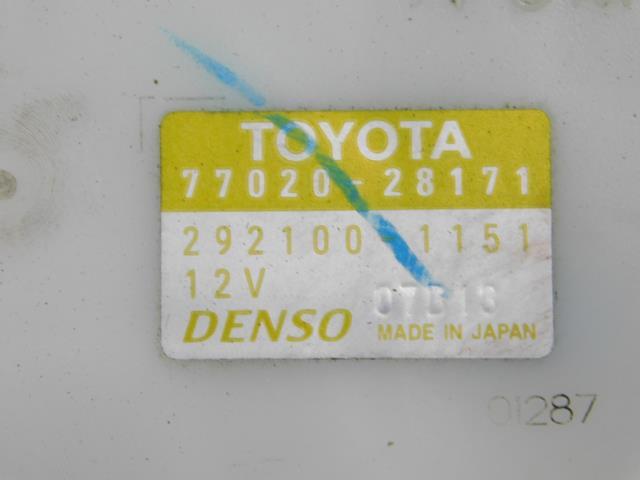 TOYOTA
77020-28171
292100-1151
12V
DENSO MADE IN JAPAN
01287